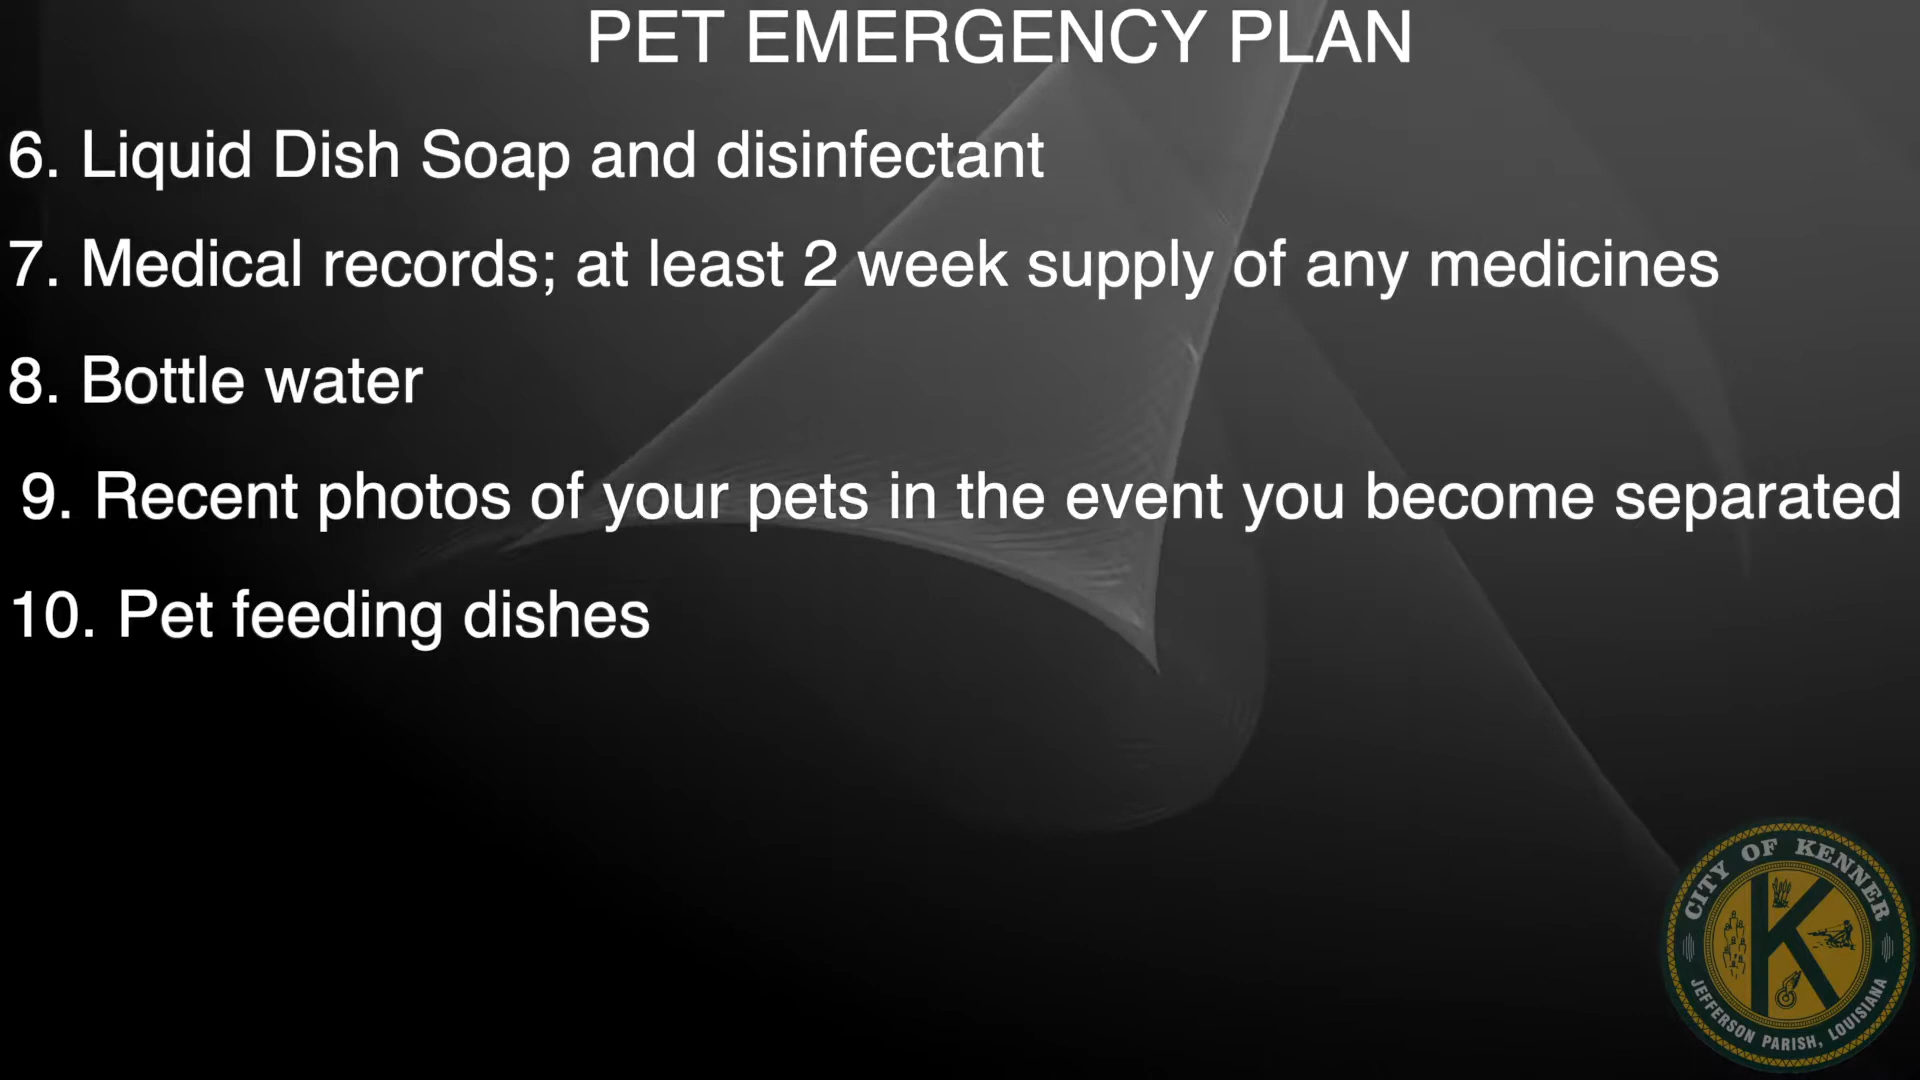 PET EMERGENCY PLAN
6. Liquid Dish Soap and disinfectant
7. Medical records; at least 2 week supply of any medicines
8. Bottle water
9. Recent photos of your pets in the event you become separated
10. Pet feeding dishes
CITY OF KENNER
K
JEFFERSON PARISH, LOUISIANA